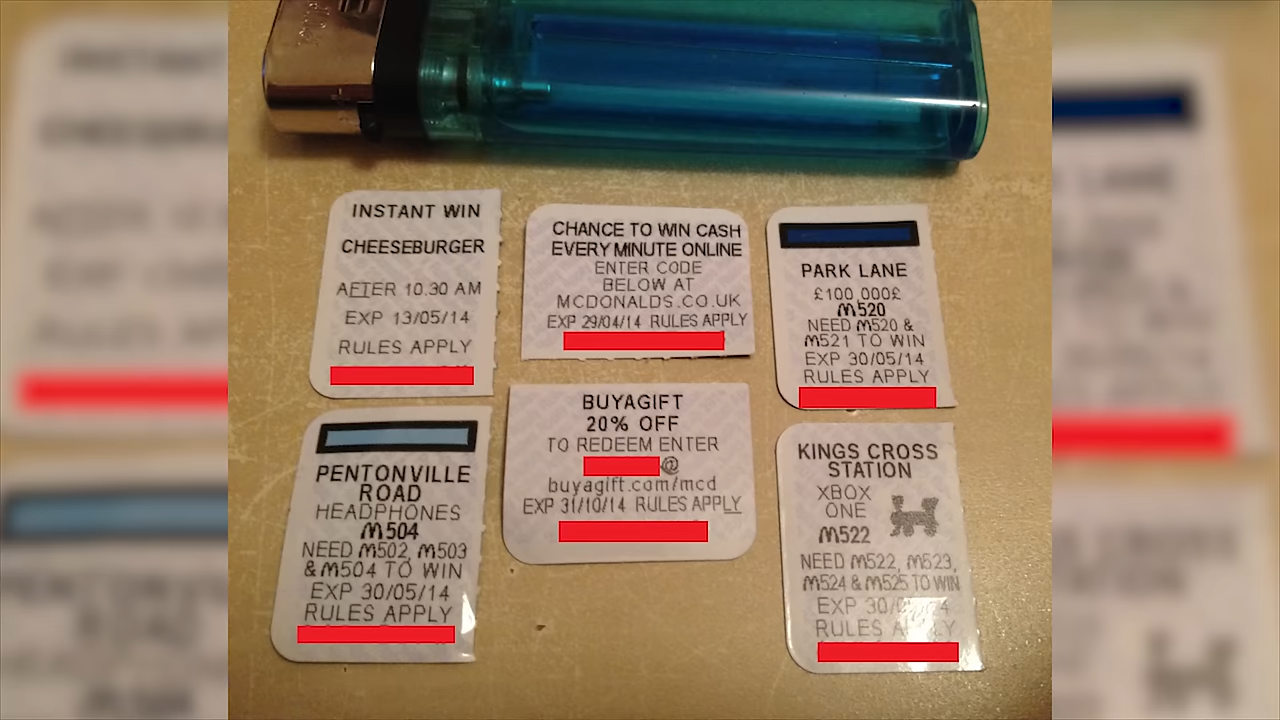 INSTANT WIN
CHEESEBURGER
AFTER 10.30 AM
EXP 13/05/14
RULES APPLY
CHANCE TO WIN CASH
EVERY MINUTE ONLINE
ENTER CODE
BELOW AT
MCDONALDS.CO.UK
EXP 29/04/14 RULES APPLY
PARK LANE
£100,000£
M520
NEED M520 &
M521 TO WIN
EXP 30/05/14
RULES APPLY
PENTONVILLE
ROAD
HEADPHONES
M504
NEED M502, M503
& M504 TO WIN
EXP 30/05/14
RULES APPLY
BUYAGIFT
20% OFF
TO REDEEM ENTER
@
buyagift.com/mcd
EXP 31/10/14 RULES APPLY
KINGS CROSS
STATION
XBOX
ONE
M522
NEED M522, M523,
M524 & M525 TO WIN
EXP
RULES APPLY